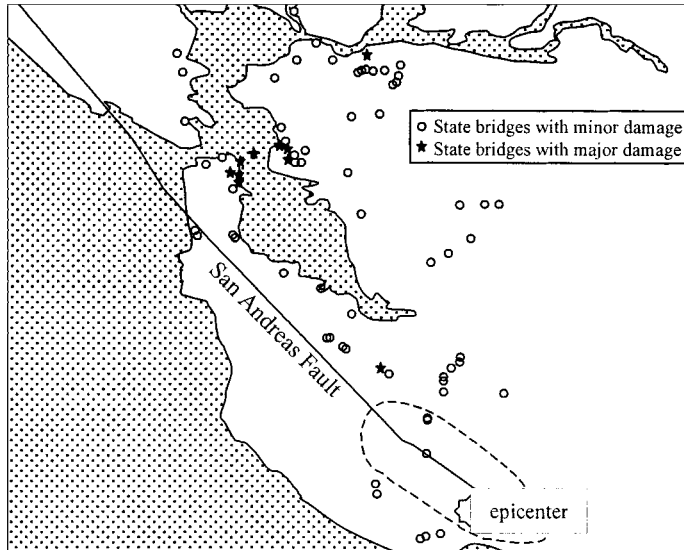 State bridges with minor damage
State bridges with major damage
San Andreas Fault
epicenter